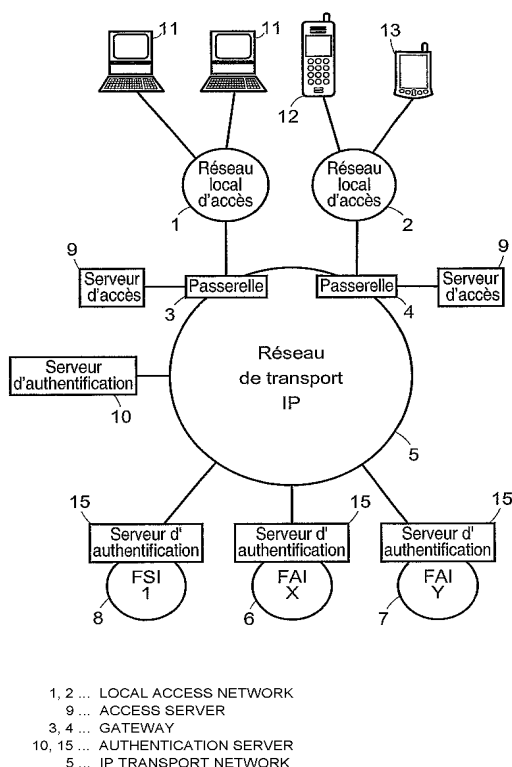 11
11
12
13
Réseau
local
d'accès
1
Réseau
local
d'accès
2
9
Serveur
d'accès
Passerelle
3
Passerelle
4
9
Serveur
d'accès
Réseau
de transport
IP
5
Serveur
d'authentification
10
15
Serveur d'
authentification
FSI
1
8
15
Serveur d'
authentification
FAI
X
6
15
Serveur d'
authentification
FAI
Y
7
1, 2 ... LOCAL ACCESS NETWORK
9 ... ACCESS SERVER
3, 4 ... GATEWAY
10, 15 ... AUTHENTICATION SERVER
5 ... IP TRANSPORT NETWORK